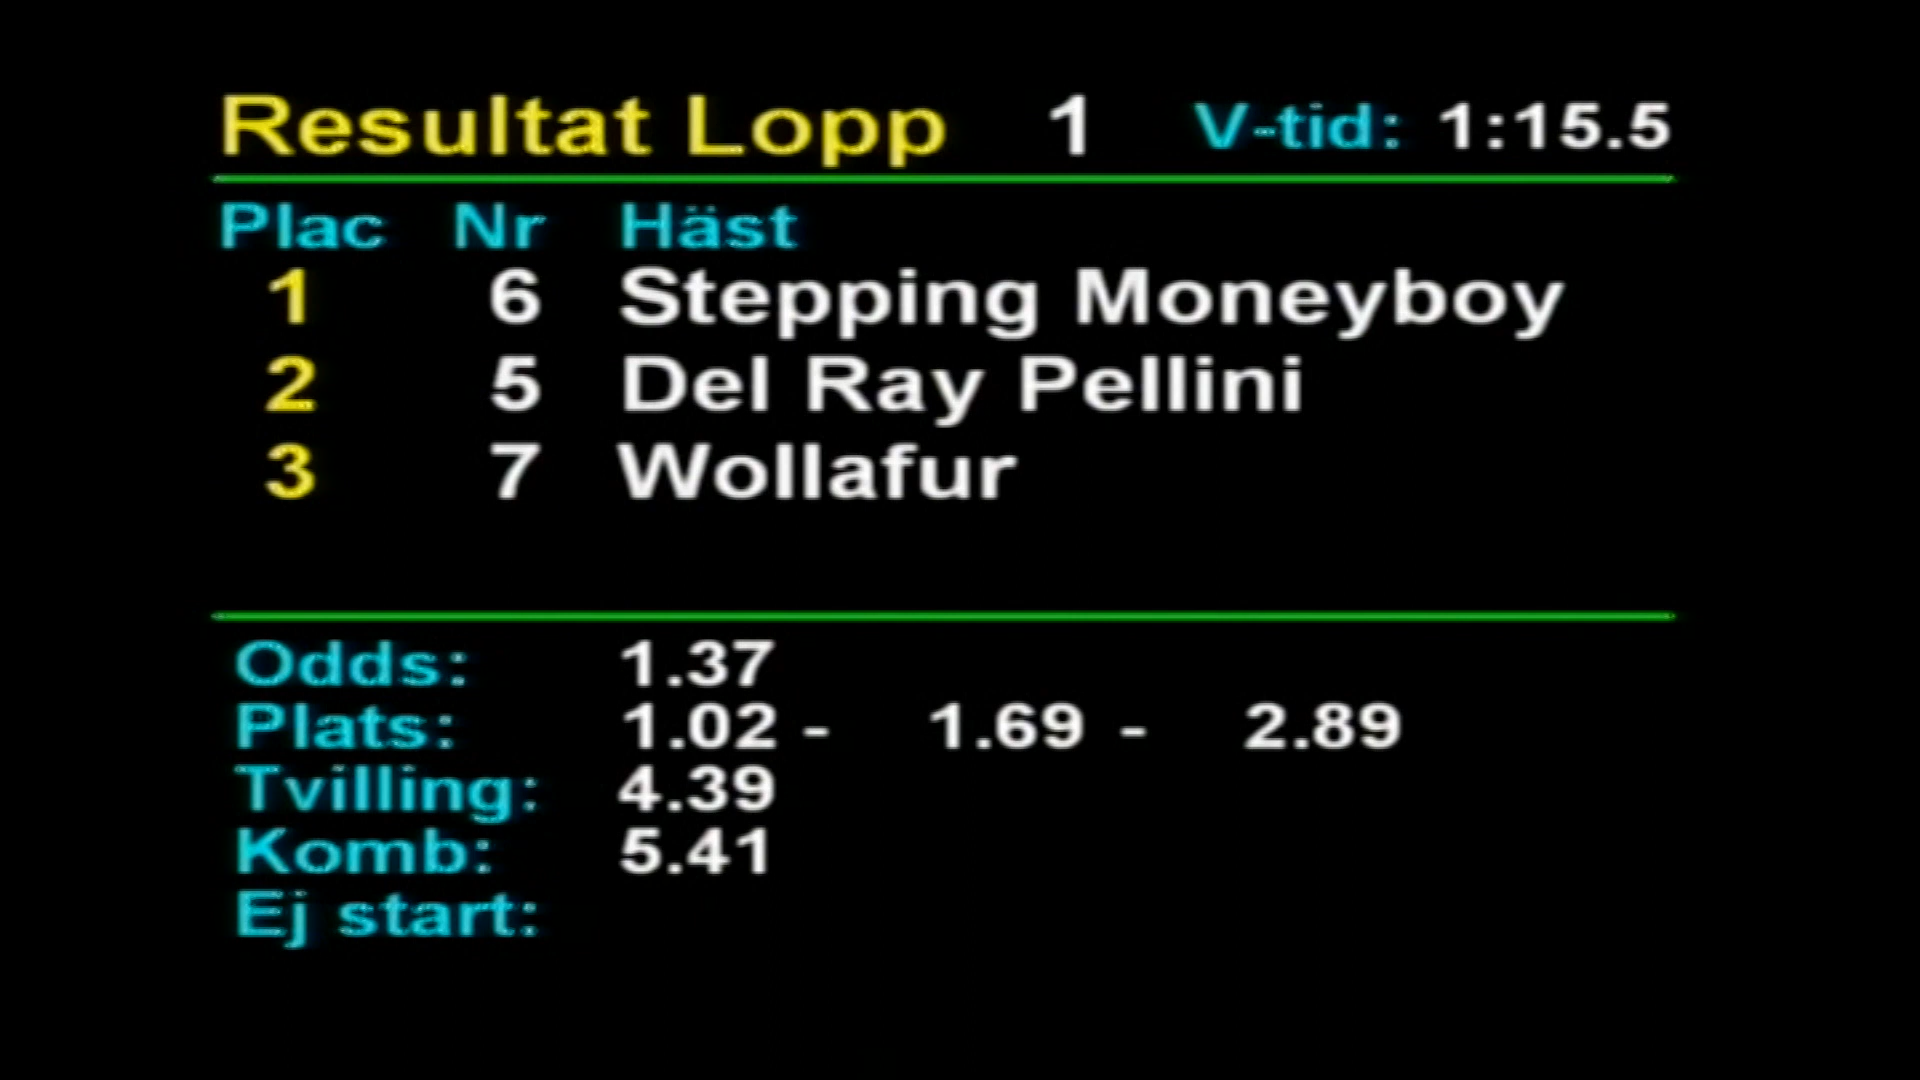 Resultat Lopp 1 V-tid: 1:15.5
Plac Nr Häst
1 6 Stepping Moneyboy
2 5 Del Ray Pellini
3 7 Wollafur
Odds: 1.37
Plats: 1.02 - 1.69 - 2.89
Tvilling: 4.39
Komb: 5.41
Ej start: